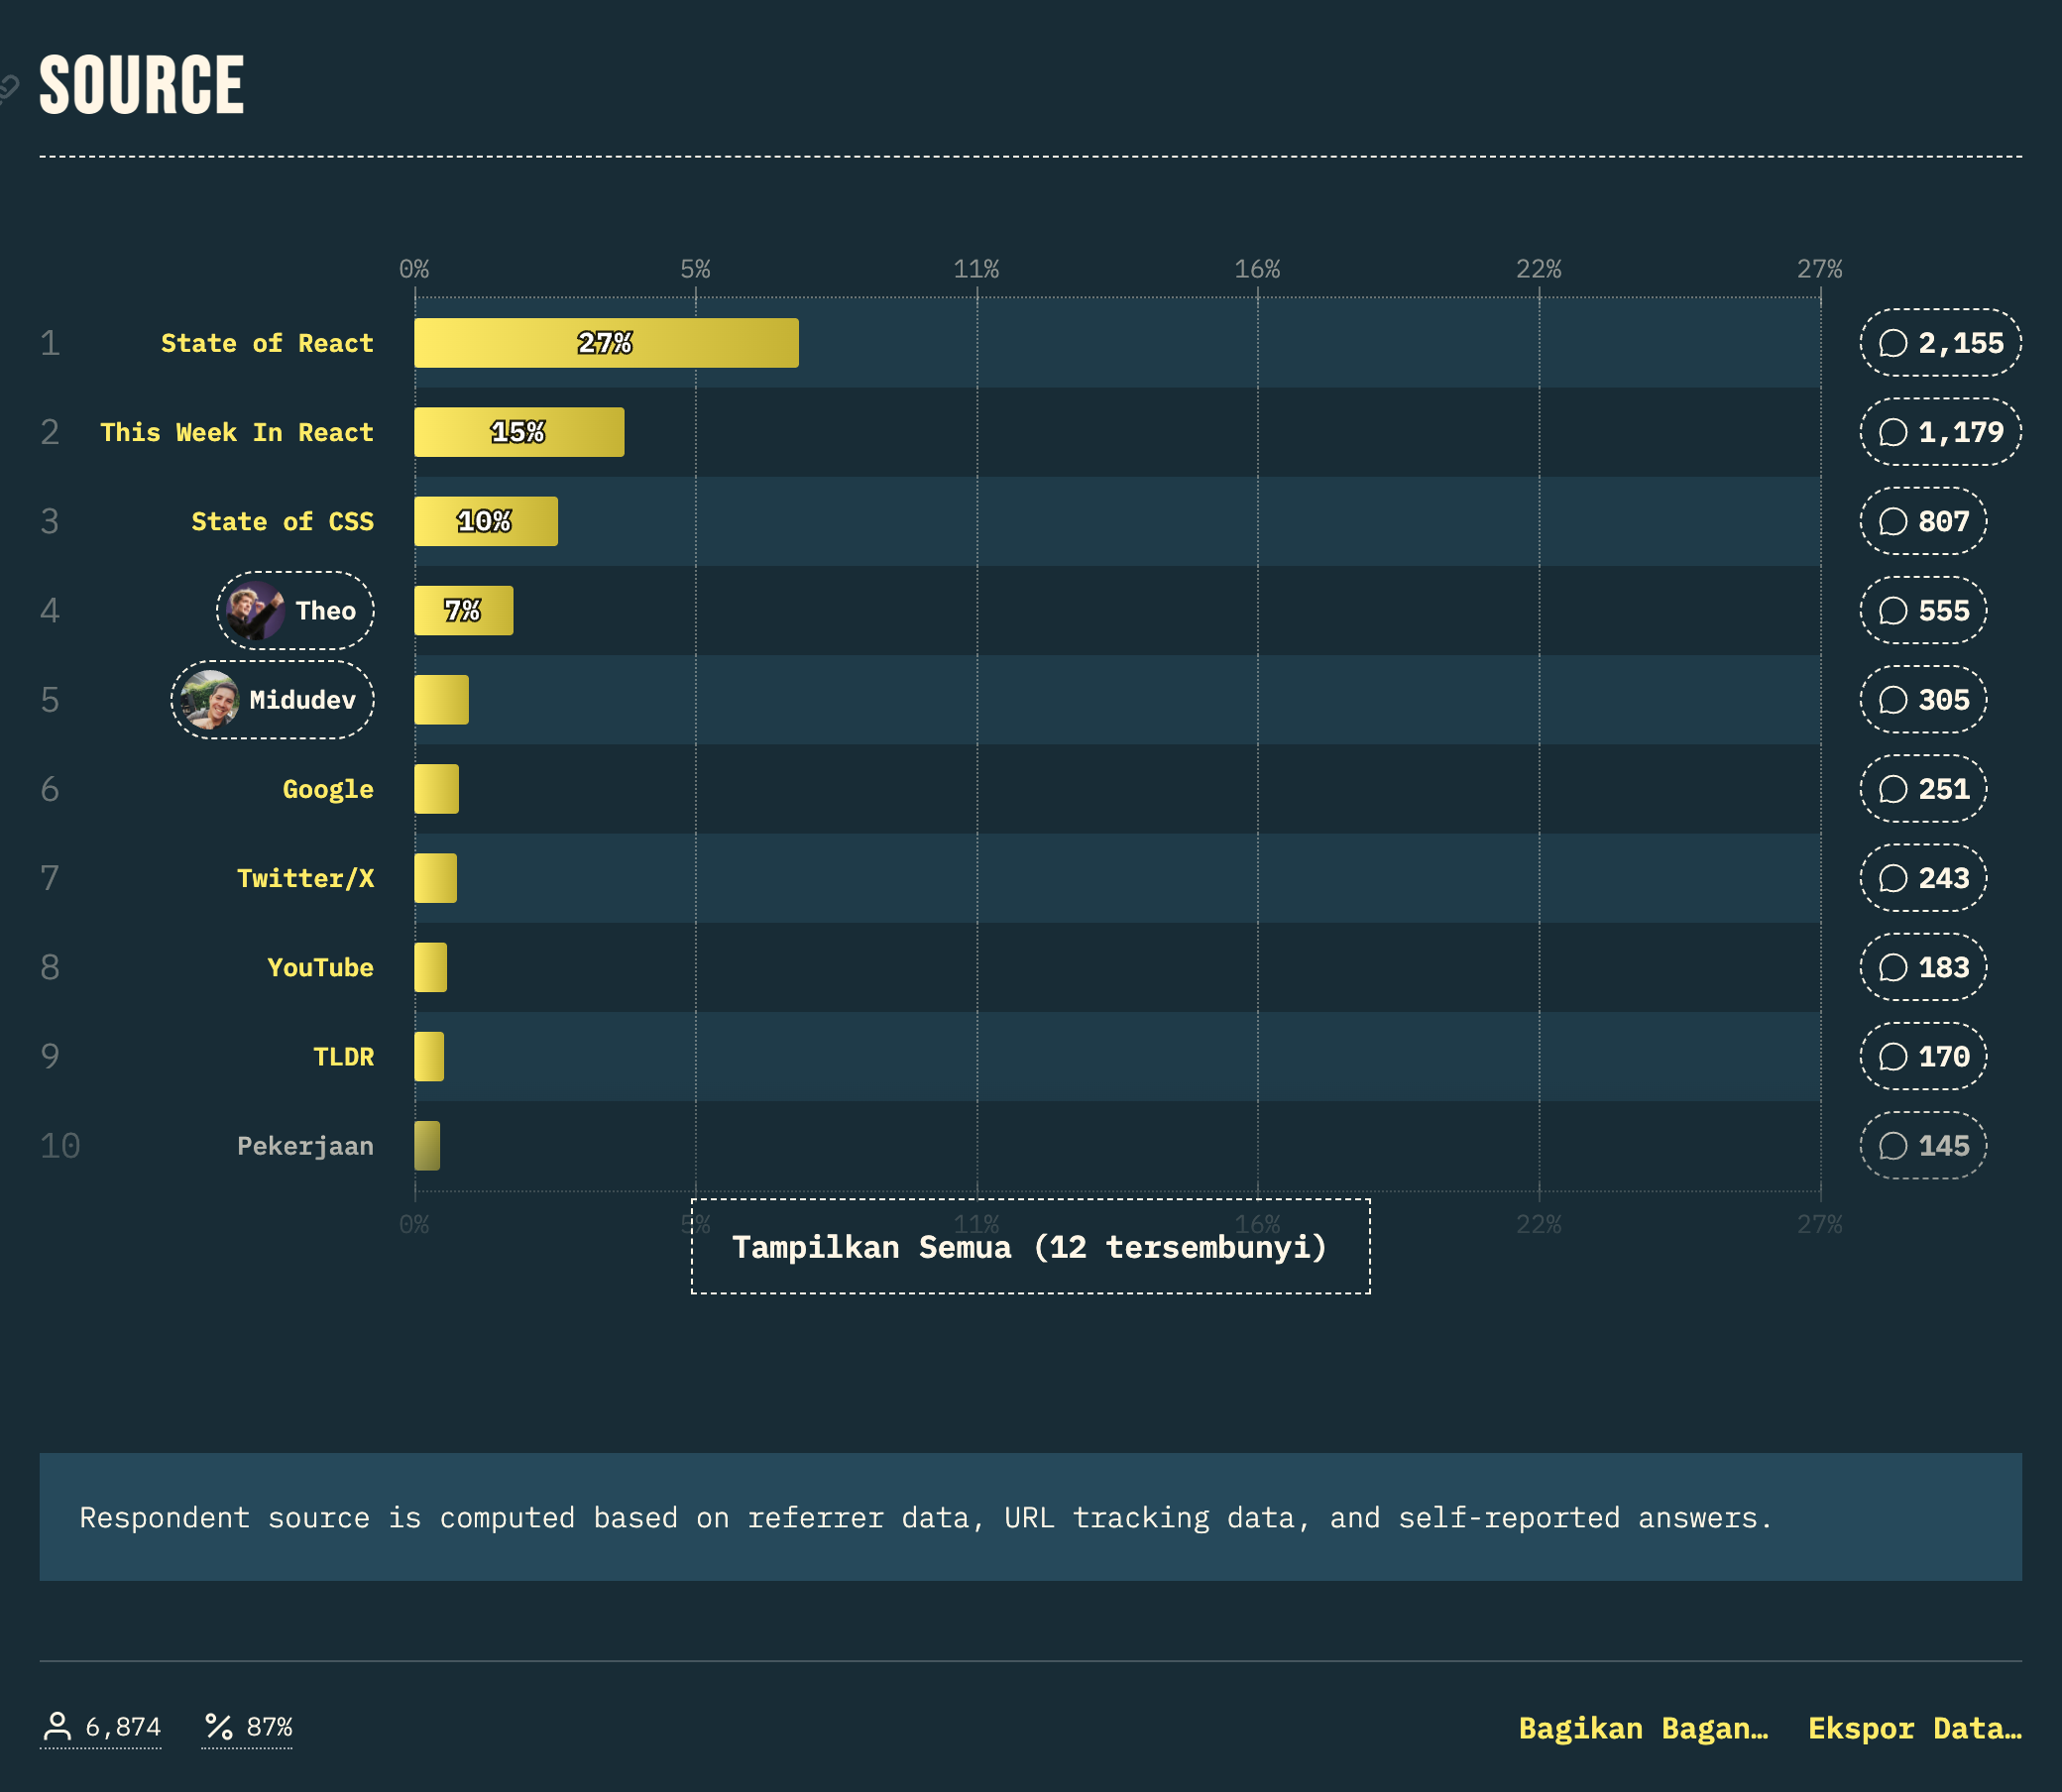 SOURCE
0% 5% 11% 16% 22% 27%
1 State of React 27% 2,155
2 This Week In React 15% 1,179
3 State of CSS 10% 807
4 Theo 7% 555
5 Midudev 305
6 Google 251
7 Twitter/X 243
8 YouTube 183
9 TLDR 170
10 Pekerjaan 145
0% 5% 11% 16% 22% 27%
Tampilkan Semua (12 tersembunyi)
Respondent source is computed based on referrer data, URL tracking data, and self-reported answers.
6,874 87% Bagikan Bagan… Ekspor Data…